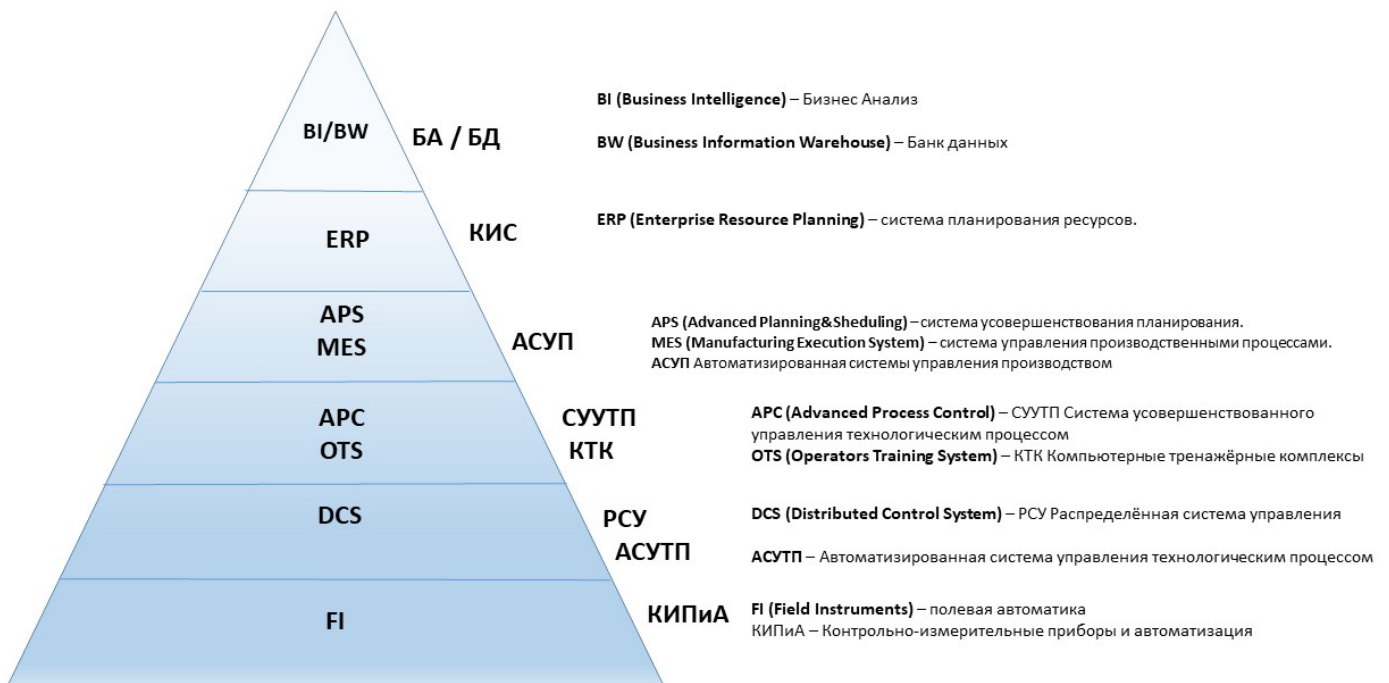 BI/BW
БА / БД
BI (Business Intelligence) – Бизнес Анализ
BW (Business Information Warehouse) – Банк данных
ERP
КИС
ERP (Enterprise Resource Planning) – система планирования ресурсов.
APS
MES
АСУП
APS (Advanced Planning&Sheduling) – система усовершенствования планирования.
MES (Manufacturing Execution System) – система управления производственными процессами.
АСУП Автоматизированная системы управления производством
APC
OTS
СУУТП
КТК
APC (Advanced Process Control) – СУУТП Система усовершенствованного
управления технологическим процессом
OTS (Operators Training System) – КТК Компьютерные тренажёрные комплексы
DCS
РСУ
АСУТП
DCS (Distributed Control System) – РСУ Распределённая система управления
АСУТП – Автоматизированная система управления технологическим процессом
FI
КИПиА
FI (Field Instruments) – полевая автоматика
КИПиА – Контрольно-измерительные приборы и автоматизация